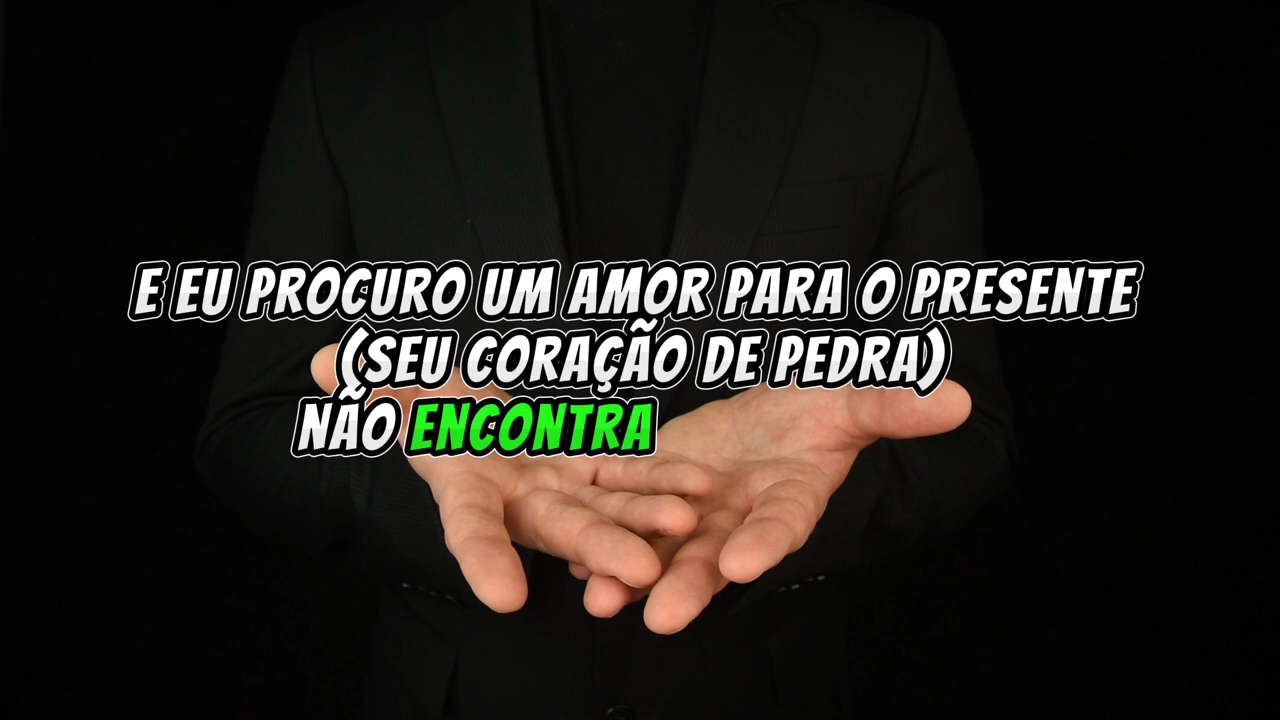 E EU PROCURO UM AMOR PARA O PRESENTE
(SEU CORAÇÃO DE PEDRA)
NÃO ENCONTRA